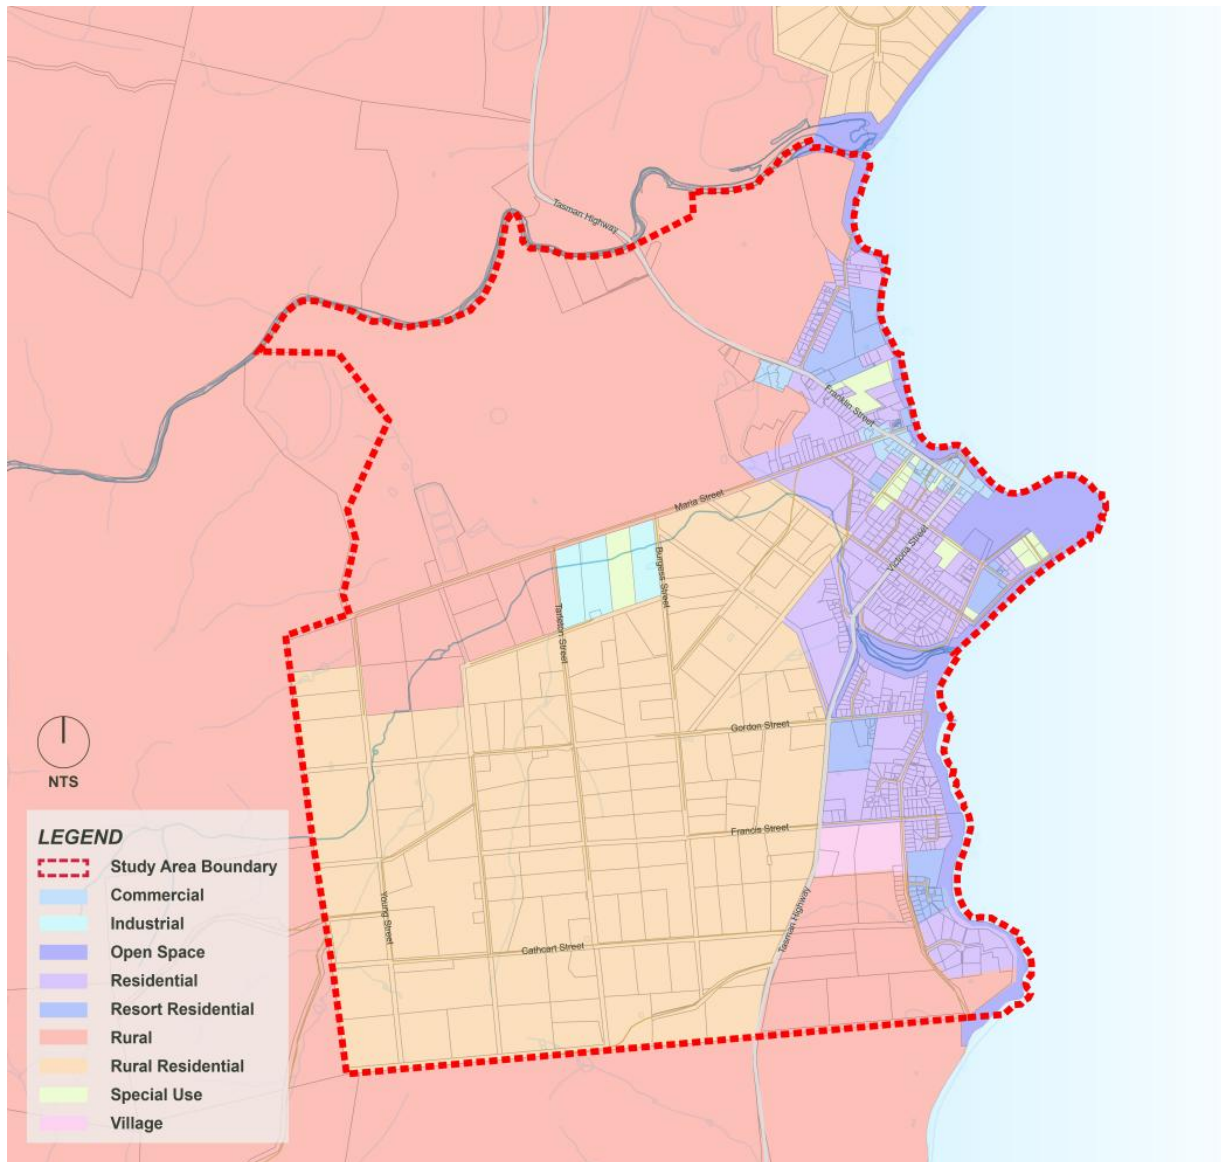 Tasman Highway
Franklin Street
Maria Street
Burgess Street
Victoria Street
Tarleton Street
Gordon Street
NTS
Francis Street
LEGEND
Study Area Boundary
Commercial
Industrial
Young Street
Tasman Highway
Open Space
Cathcart Street
Residential
Resort Residential
Rural
Rural Residential
Special Use
Village